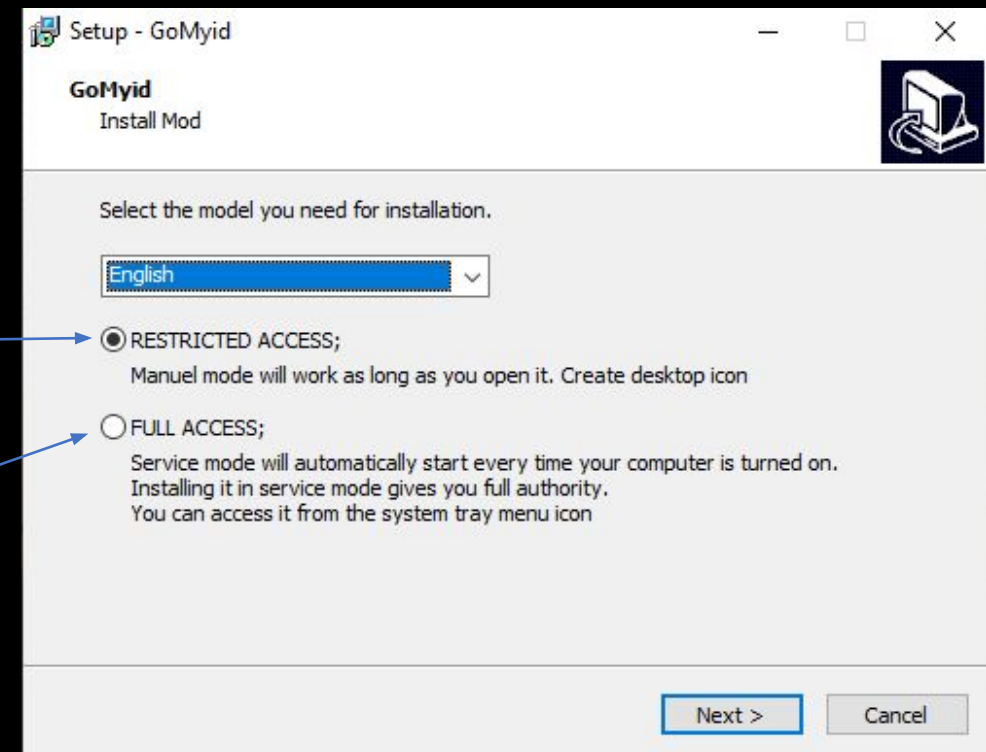 Setup - GoMyid
GoMyid
Install Mod
Select the model you need for installation.
English
RESTRICTED ACCESS;
Manuel mode will work as long as you open it. Create desktop icon
FULL ACCESS;
Service mode will automatically start every time your computer is turned on.
Installing it in service mode gives you full authority.
You can access it from the system tray menu icon
Next >
Cancel